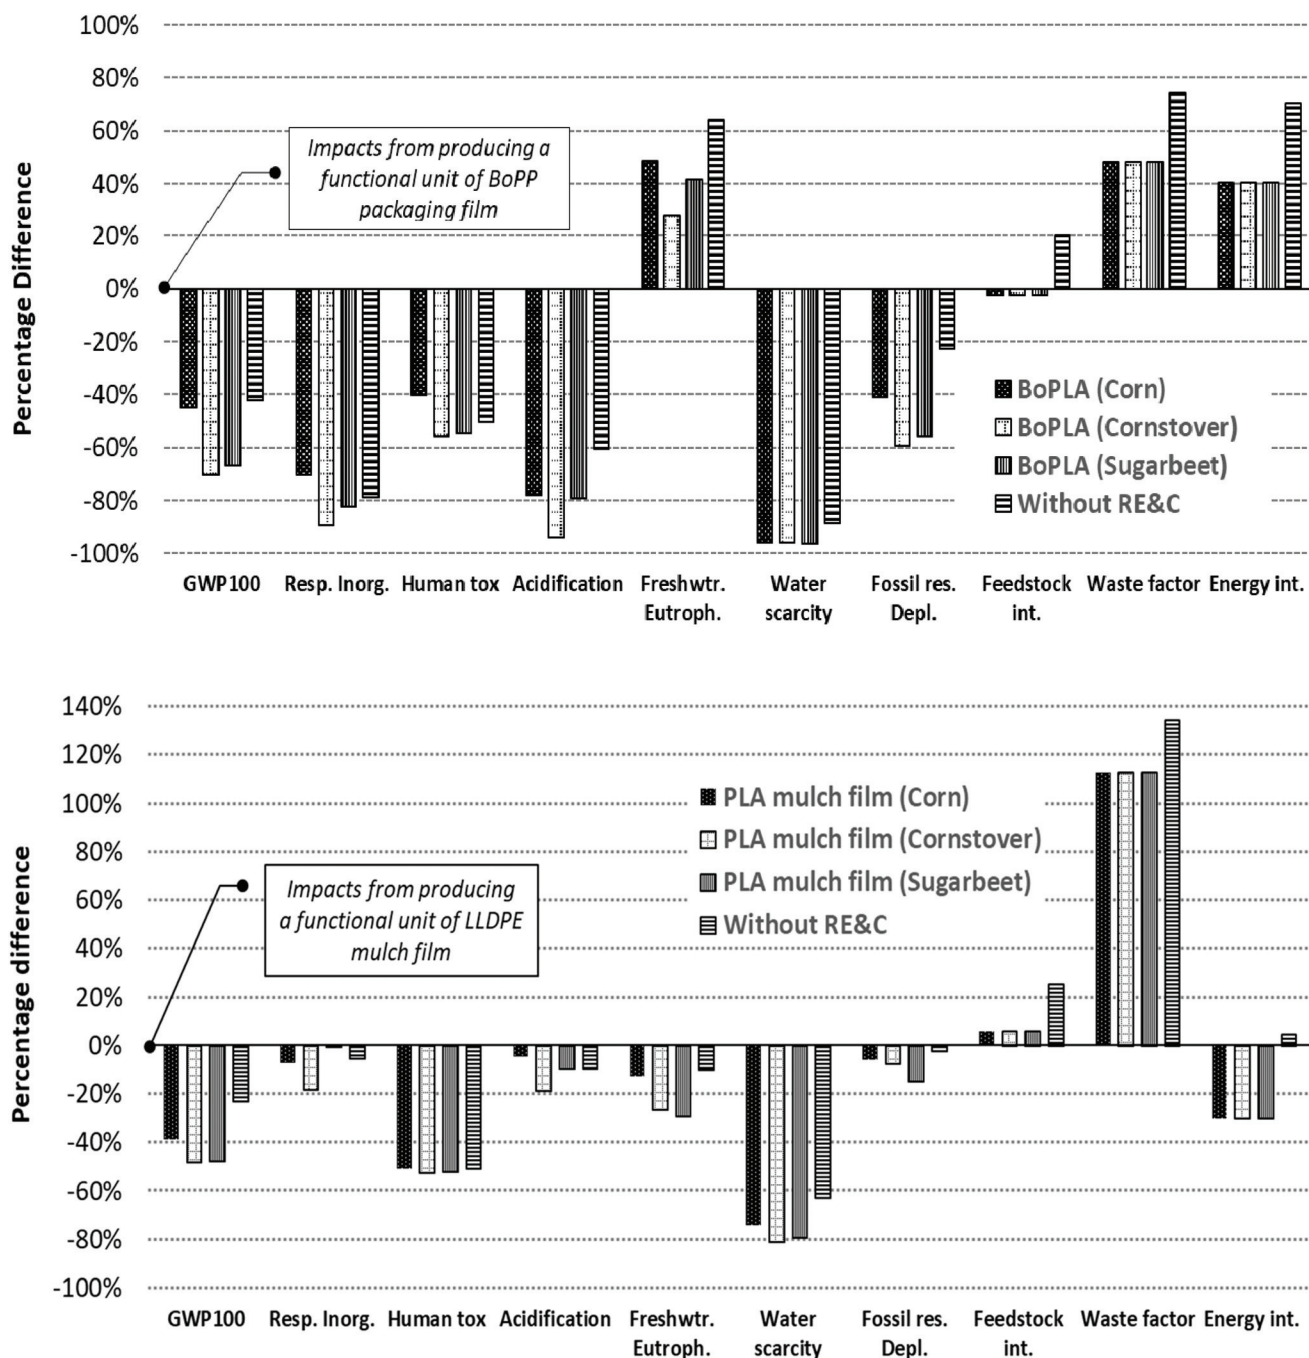 100%
80%
60%
40%
20%
0%
-20%
-40%
-60%
-80%
-100%
Percentage Difference
Impacts from producing a
functional unit of BoPP
packaging film
BoPLA (Corn)
BoPLA (Cornstover)
BoPLA (Sugarbeet)
Without RE&C
GWP100 Resp. Inorg. Human tox Acidification Freshwtr. Water Fossil res. Feedstock Waste factor Energy int.
Eutroph. scarcity Depl. int.
140%
120%
100%
80%
60%
40%
20%
0%
-20%
-40%
-60%
-80%
-100%
Percentage difference
Impacts from producing
a functional unit of LLDPE
mulch film
PLA mulch film (Corn)
PLA mulch film (Cornstover)
PLA mulch film (Sugarbeet)
Without RE&C
GWP100 Resp. Inorg. Human tox Acidification Freshwtr. Water Fossil res. Feedstock Waste factor Energy int.
Eutroph. scarcity Depl. int.